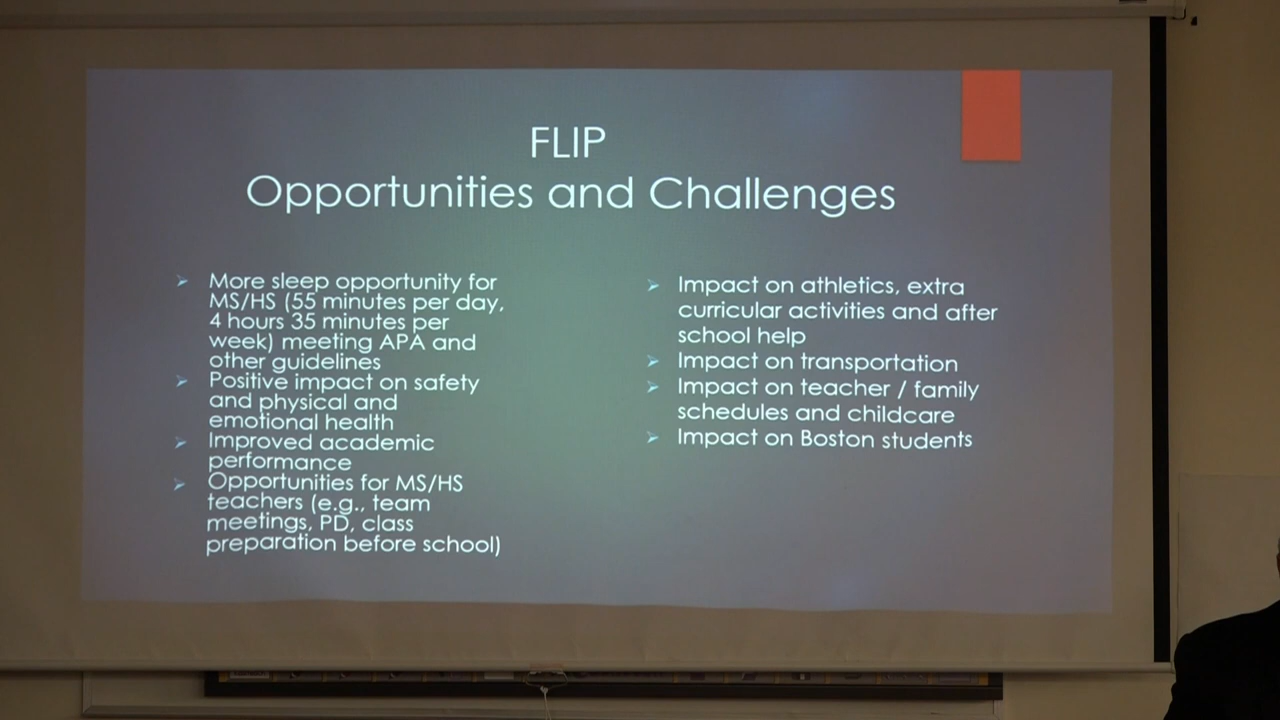 FLIP
Opportunities and Challenges
More sleep opportunity for
MS/HS (55 minutes per day,
4 hours 35 minutes per
week) meeting APA and
other guidelines
Positive impact on safety
and physical and
emotional health
Improved academic
performance
Opportunities for MS/HS
teachers (e.g., team
meetings, PD, class
preparation before school)
Impact on athletics, extra
curricular activities and after
school help
Impact on transportation
Impact on teacher / family
schedules and childcare
Impact on Boston students